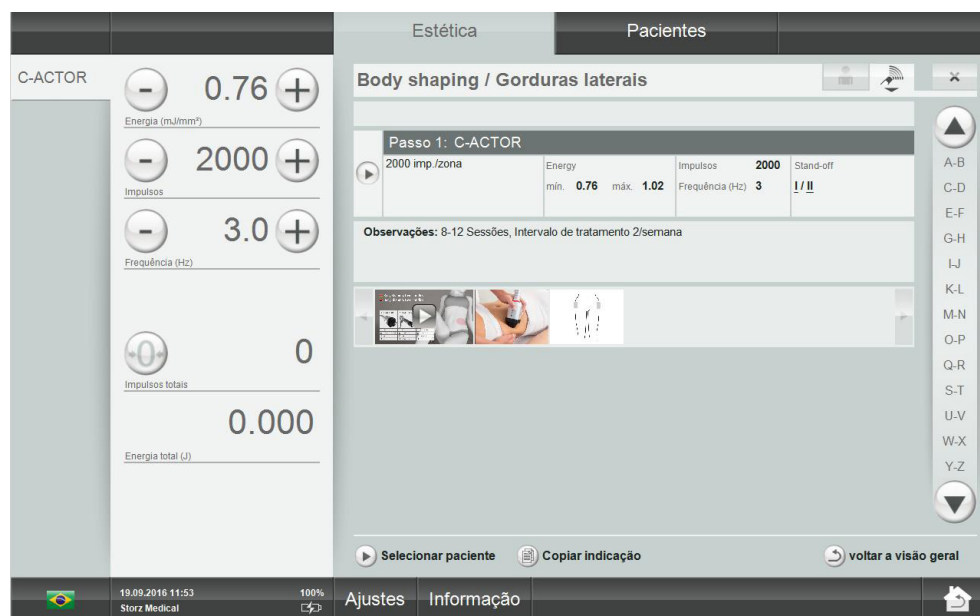 Estética
Pacientes
C-ACTOR
- 0.76 +
Energia (mJ/mm²)
- 2000 +
Impulsos
- 3.0 +
Frequência (Hz)
0 0
Impulsos totais
0.000
Energia total (J)
Body shaping / Gorduras laterais
×
Passo 1: C-ACTOR
2000 imp./zona
Energy
mín. 0.76 máx. 1.02
Impulsos 2000
Frequência (Hz) 3
Stand-off
I / II
Observações: 8-12 Sessões, Intervalo de tratamento 2/semana
A-B
C-D
E-F
G-H
I-J
K-L
M-N
O-P
Q-R
S-T
U-V
W-X
Y-Z
Selecionar paciente
Copiar indicação
voltar a visão geral
19.09.2016 11:53
100%
Storz Medical
Ajustes
Informação